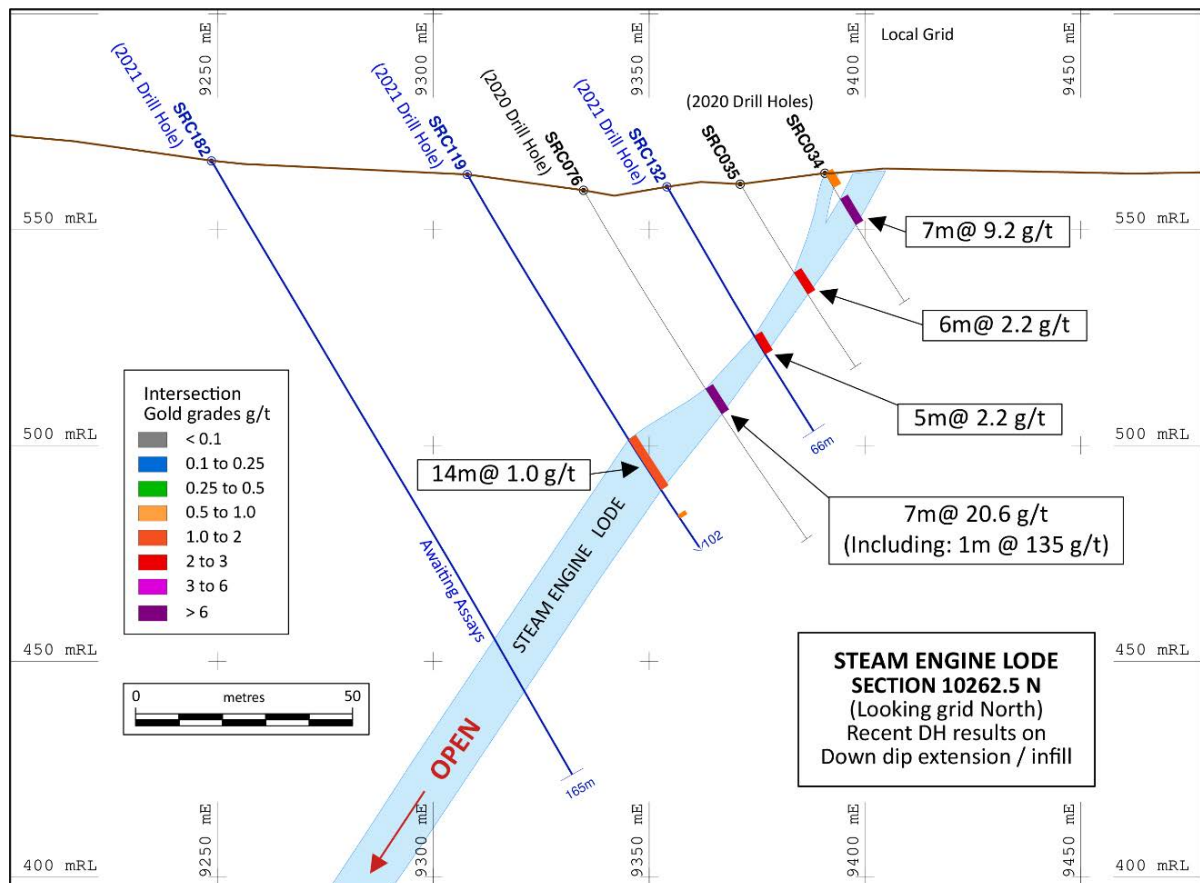 9250 mE
9300 mE
9350 mE
9400 mE
9450 mE
Local Grid
SRC182
(2021 Drill Hole)
SRC119
(2021 Drill Hole)
SRC076
(2020 Drill Hole)
SRC132
(2021 Drill Hole)
(2020 Drill Holes)
SRC035
SRC034
550 mRL
550 mRL
7m@ 9.2 g/t
6m@ 2.2 g/t
5m@ 2.2 g/t
66m
500 mRL
500 mRL
14m@ 1.0 g/t
7m@ 20.6 g/t
(Including: 1m @ 135 g/t)
102
Awaiting Assays
STEAM ENGINE LODE
Intersection
Gold grades g/t
< 0.1
0.1 to 0.25
0.25 to 0.5
0.5 to 1.0
1.0 to 2
2 to 3
3 to 6
> 6
450 mRL
450 mRL
0 metres 50
OPEN
165m
STEAM ENGINE LODE
SECTION 10262.5 N
(Looking grid North)
Recent DH results on
Down dip extension / infill
9250 mE
9300 mE
9350 mE
9400 mE
9450 mE
400 mRL
400 mRL